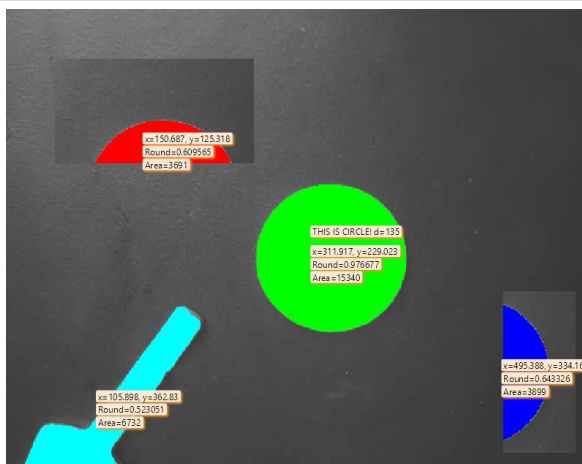 x=150.687, y=125.318
Round=0.609565
Area=3691
THIS IS CIRCLE! d=135
x=311.917, y=229.023
Round=0.976677
Area=15340
x=495.388, y=334.16
Round=0.643326
Area=3899
x=105.898, y=362.83
Round=0.523051
Area=6732